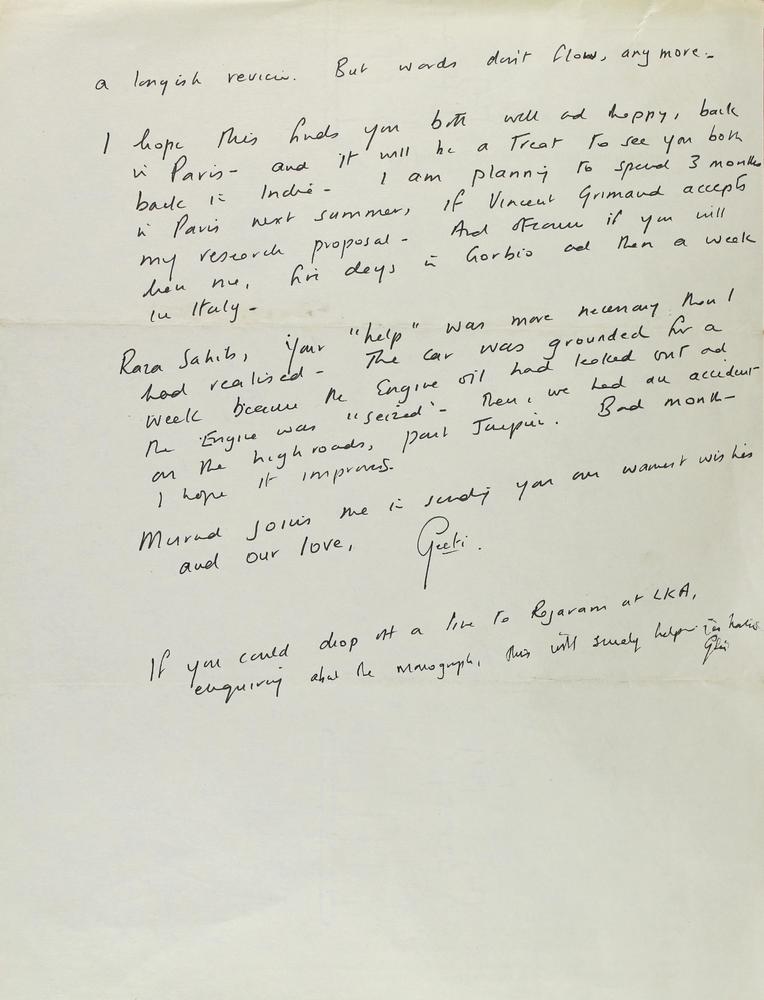 a longish review. But words don't flow, anymore -
I hope this finds you both well and happy, back
in Paris - and it will be a Treat to see you both
back in India - I am planning to spend 3 months
in Paris next summer, if Vincent Grimaud accepts
my research proposal - And of course if you will
have me, five days in Gorbio and then a week
in Italy -
Raza Sahib, your "help" was more necessary than I
had realised - The car was grounded for a
week because the Engine oil had leaked out and
the Engine was "seized" - Then, we had an accident
on the highroads, past Jaipur. Bad month -
I hope it improves.
Murad joins me in sending you our warmest wishes
and our love,
Geeti.
If you could drop off a line to Rajaram at LKA,
enquiring about the monograph, this will surely help
Geeti